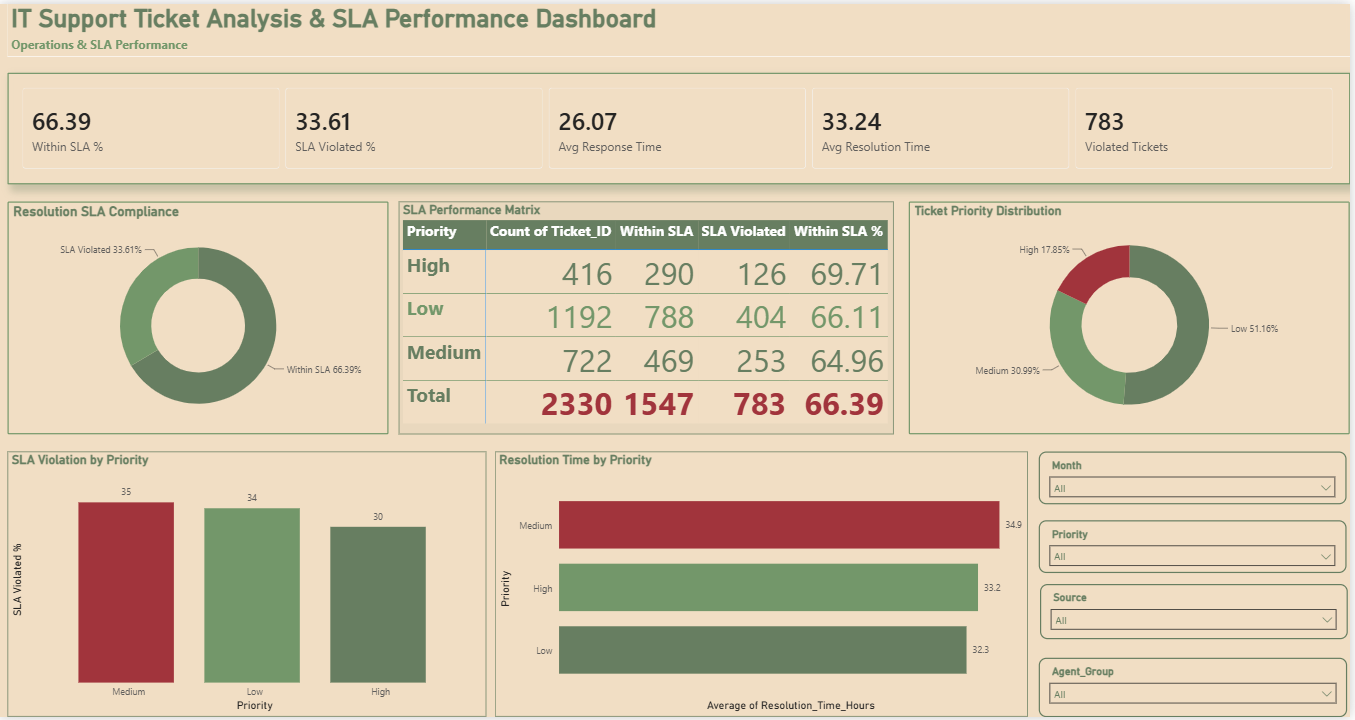 IT Support Ticket Analysis & SLA Performance Dashboard
Operations & SLA Performance
66.39
Within SLA %
33.61
SLA Violated %
26.07
Avg Response Time
33.24
Avg Resolution Time
783
Violated Tickets
Resolution SLA Compliance
SLA Violated 33.61%
Within SLA 66.39%
SLA Performance Matrix
Priority Count of Ticket_ID Within SLA SLA Violated Within SLA %
High 416 290 126 69.71
Low 1192 788 404 66.11
Medium 722 469 253 64.96
Total 2330 1547 783 66.39
Ticket Priority Distribution
High 17.85%
Low 51.16%
Medium 30.99%
SLA Violation by Priority
SLA Violated %
35
34
30
Medium Low High
Priority
Resolution Time by Priority
Priority
Medium 34.9
High 33.2
Low 32.3
Average of Resolution_Time_Hours
Month
All
Priority
All
Source
All
Agent_Group
All